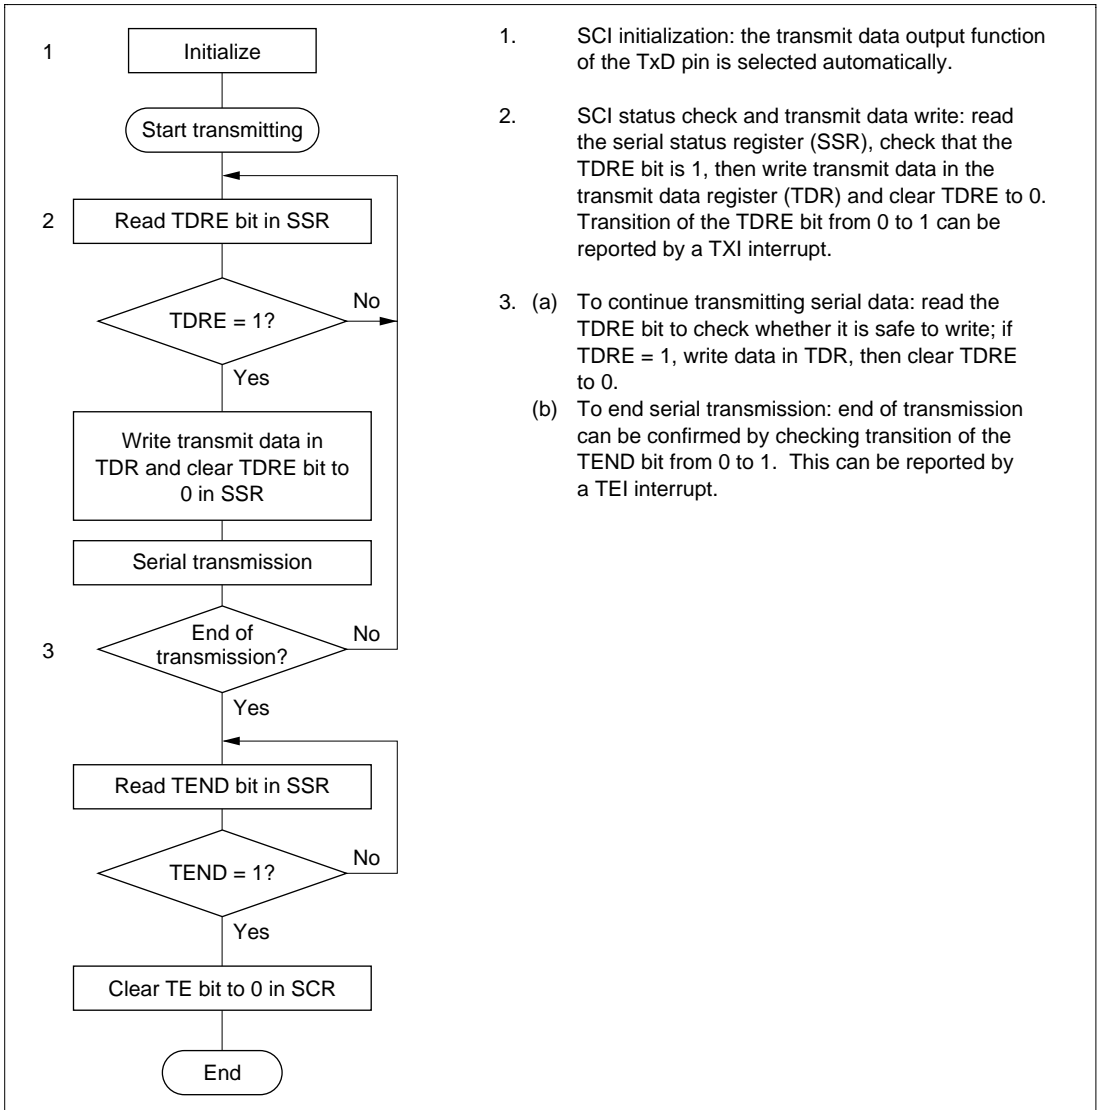 1
Initialize
Start transmitting
2
Read TDRE bit in SSR
TDRE = 1?
No
Yes
Write transmit data in
TDR and clear TDRE bit to
0 in SSR
Serial transmission
3
End of
transmission?
No
Yes
Read TEND bit in SSR
TEND = 1?
No
Yes
Clear TE bit to 0 in SCR
End
1. SCI initialization: the transmit data output function
of the TxD pin is selected automatically.
2. SCI status check and transmit data write: read
the serial status register (SSR), check that the
TDRE bit is 1, then write transmit data in the
transmit data register (TDR) and clear TDRE to 0.
Transition of the TDRE bit from 0 to 1 can be
reported by a TXI interrupt.
3. (a) To continue transmitting serial data: read the
TDRE bit to check whether it is safe to write; if
TDRE = 1, write data in TDR, then clear TDRE
to 0.
(b) To end serial transmission: end of transmission
can be confirmed by checking transition of the
TEND bit from 0 to 1. This can be reported by
a TEI interrupt.